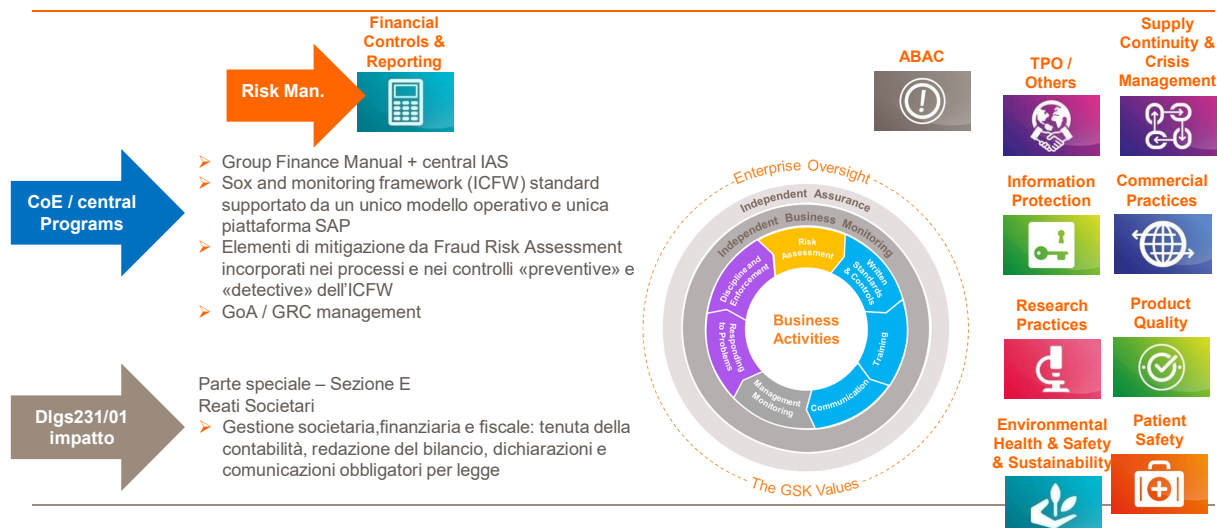 Financial
Controls &
Reporting
Risk Man.
ABAC
TPO /
Others
Supply
Continuity &
Crisis
Management
CoE / central
Programs
➢ Group Finance Manual + central IAS
➢ Sox and monitoring framework (ICFW) standard
supportato da un unico modello operativo e unica
piattaforma SAP
➢ Elementi di mitigazione da Fraud Risk Assessment
incorporati nei processi e nei controlli «preventive» e
«detective» dell'ICFW
➢ GoA / GRC management
Enterprise Oversight
Independent Assurance
Independent Business Monitoring
Risk
Assessment
Written
Standards
& Controls
Training
Communication
Management
Monitoring
Responding
to Problems
Discipline and
Enforcement
Business
Activities
The GSK Values
Information
Protection
Commercial
Practices
Research
Practices
Product
Quality
Environmental
Health & Safety
& Sustainability
Patient
Safety
Dlgs231/01
impatto
Parte speciale – Sezione E
Reati Societari
➢ Gestione societaria,finanziaria e fiscale: tenuta della
contabilità, redazione del bilancio, dichiarazioni e
comunicazioni obbligatori per legge